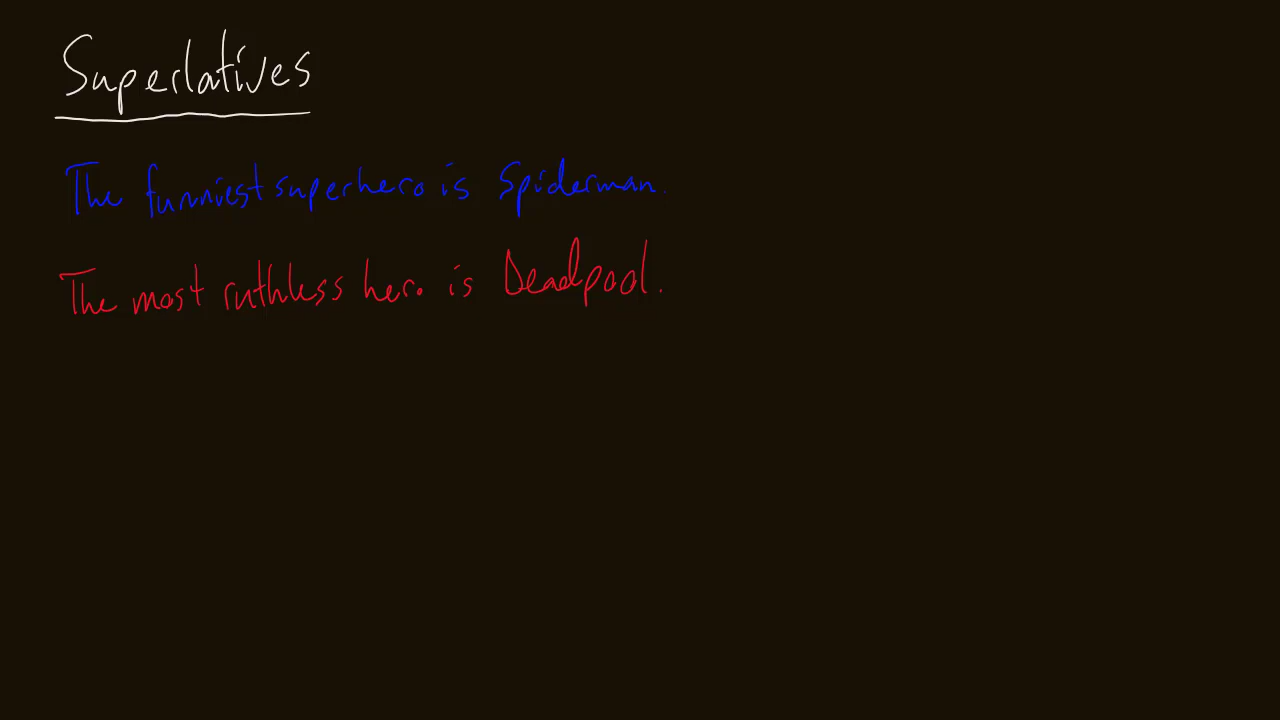 Superlatives
The funniest superhero is Spiderman.
The most ruthless hero is Deadpool.